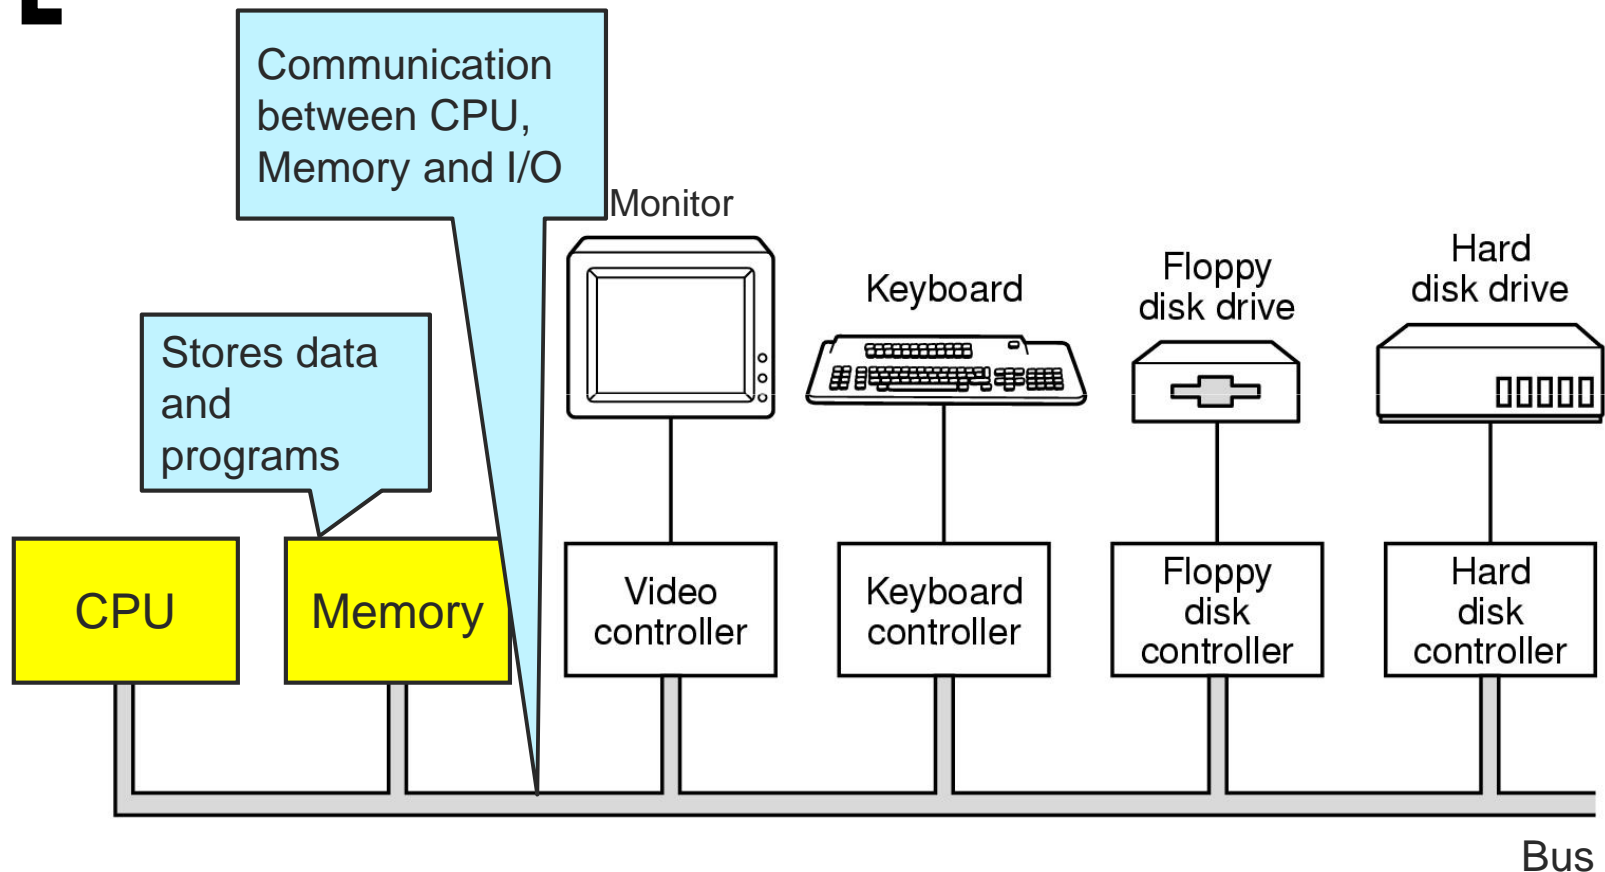 Communication
between CPU,
Memory and I/O
Monitor
Keyboard
Floppy
disk drive
Hard
disk drive
Stores data
and
programs
CPU
Memory
Video
controller
Keyboard
controller
Floppy
disk
controller
Hard
disk
controller
Bus